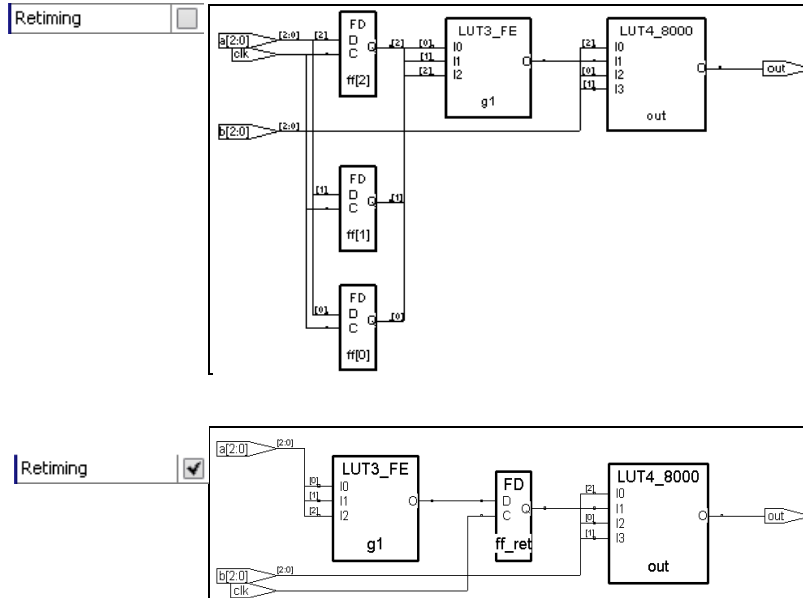 Retiming
a[2:0]
clk
[2:0]
[2]
FD
D
C
Q
ff[2]
[2]
[0]
[1]
[2]
LUT3_FE
I0
I1
I2
O
g1
[2]
[0]
[1]
LUT4_8000
I0
I1
I2
I3
O
out
out
b[2:0]
[2:0]
[1]
FD
D
C
Q
ff[1]
[1]
[0]
FD
D
C
Q
ff[0]
[0]
Retiming
a[2:0]
[2:0]
[0]
[1]
[2]
LUT3_FE
I0
I1
I2
O
g1
FD
D
C
Q
ff_ret
[2]
[0]
[1]
LUT4_8000
I0
I1
I2
I3
O
out
out
b[2:0]
[2:0]
clk